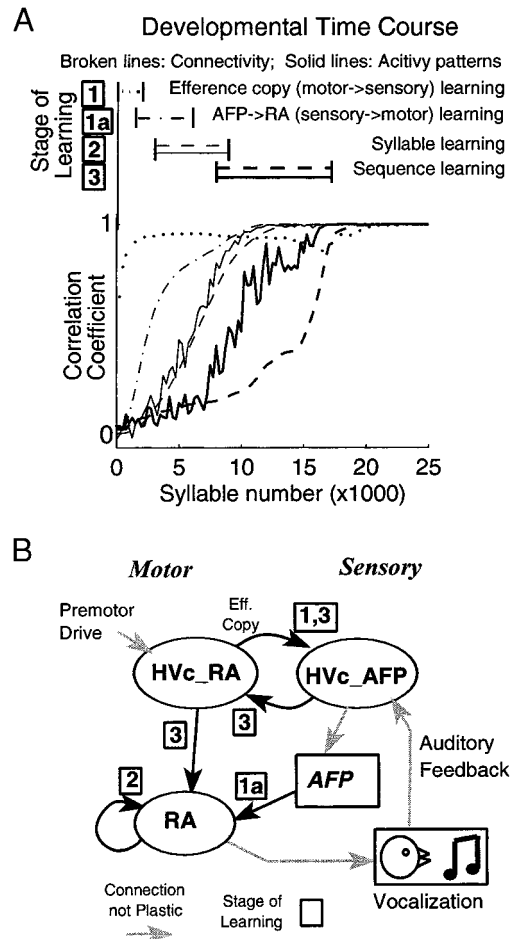 A
Developmental Time Course
Broken lines: Connectivity; Solid lines: Acitivy patterns
Stage of
Learning
1
Efference copy (motor->sensory) learning
1a
AFP->RA (sensory->motor) learning
2
Syllable learning
3
Sequence learning
1
Correlation
Coefficient
0
0 5 10 15 20 25
Syllable number (x1000)
B
Motor Sensory
Premotor
Drive
Eff.
Copy
1,3
HVc_RA HVc_AFP
3
3
Auditory
Feedback
2
1a
AFP
RA
Vocalization
Connection
not Plastic
Stage of
Learning